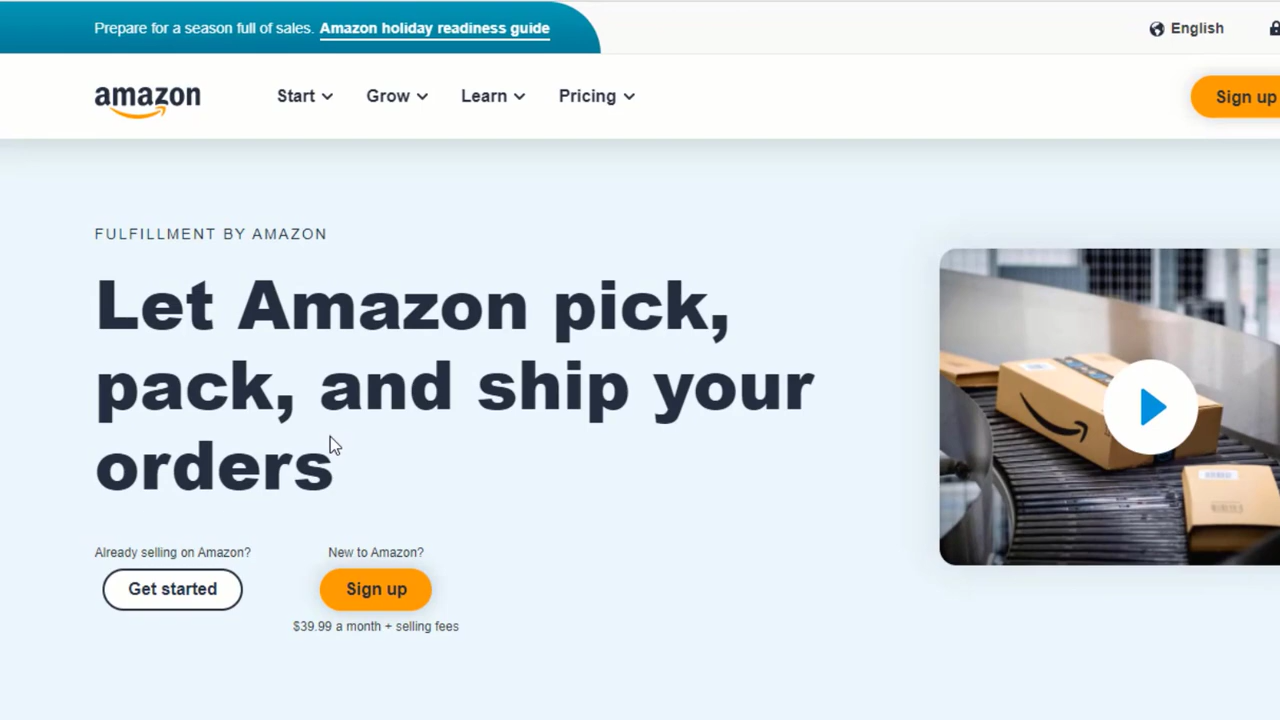 Prepare for a season full of sales. Amazon holiday readiness guide
English
amazon
Start
Grow
Learn
Pricing
Sign up
FULFILLMENT BY AMAZON
Let Amazon pick,
pack, and ship your
orders
Already selling on Amazon?
New to Amazon?
Get started
Sign up
$39.99 a month + selling fees